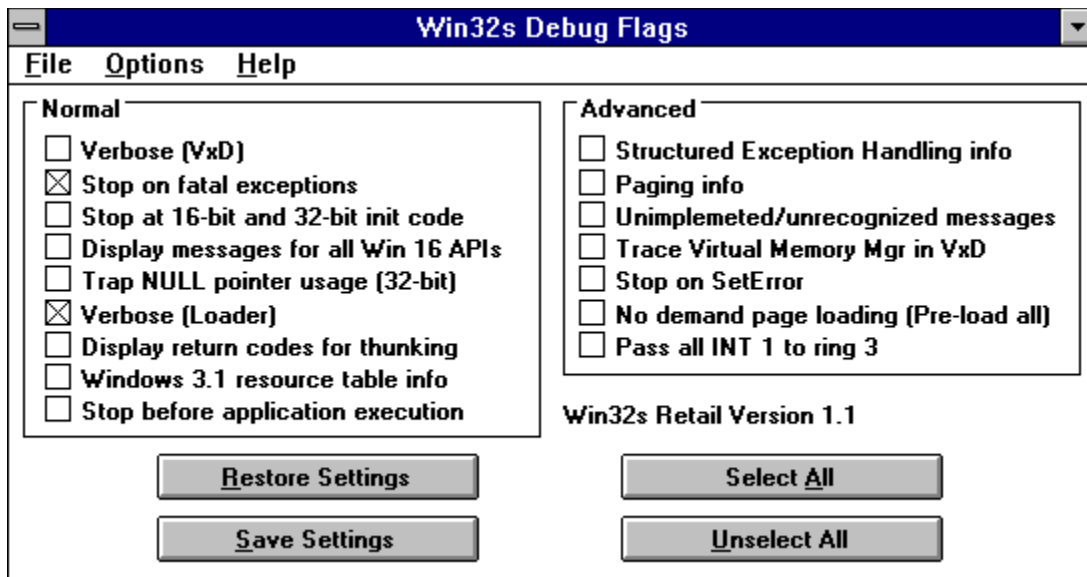 Win32s Debug Flags
File Options Help
Normal
Verbose (VxD)
Stop on fatal exceptions
Stop at 16-bit and 32-bit init code
Display messages for all Win 16 APIs
Trap NULL pointer usage (32-bit)
Verbose (Loader)
Display return codes for thunking
Windows 3.1 resource table info
Stop before application execution
Advanced
Structured Exception Handling info
Paging info
Unimplemeted/unrecognized messages
Trace Virtual Memory Mgr in VxD
Stop on SetError
No demand page loading (Pre-load all)
Pass all INT 1 to ring 3
Win32s Retail Version 1.1
Restore Settings
Select All
Save Settings
Unselect All